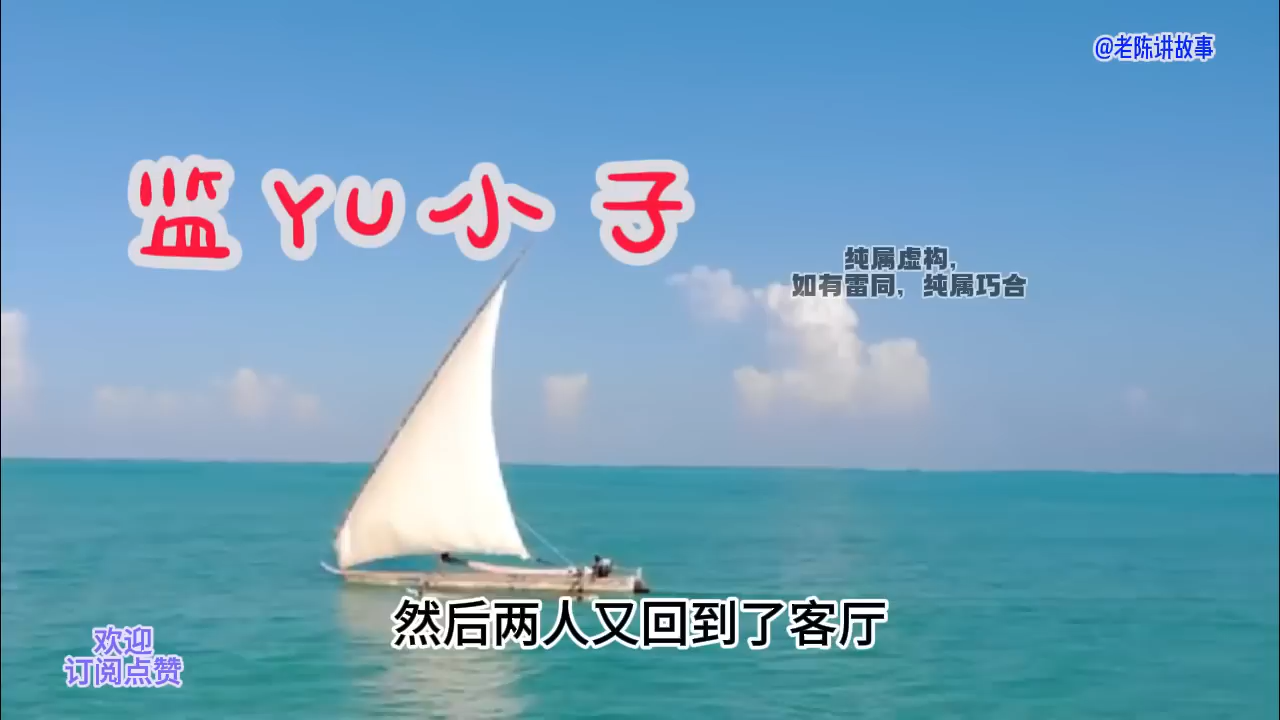 @老陈讲故事
监YU小子
纯属虚构，
如有雷同，纯属巧合
然后两人又回到了客厅
欢迎
订阅点赞